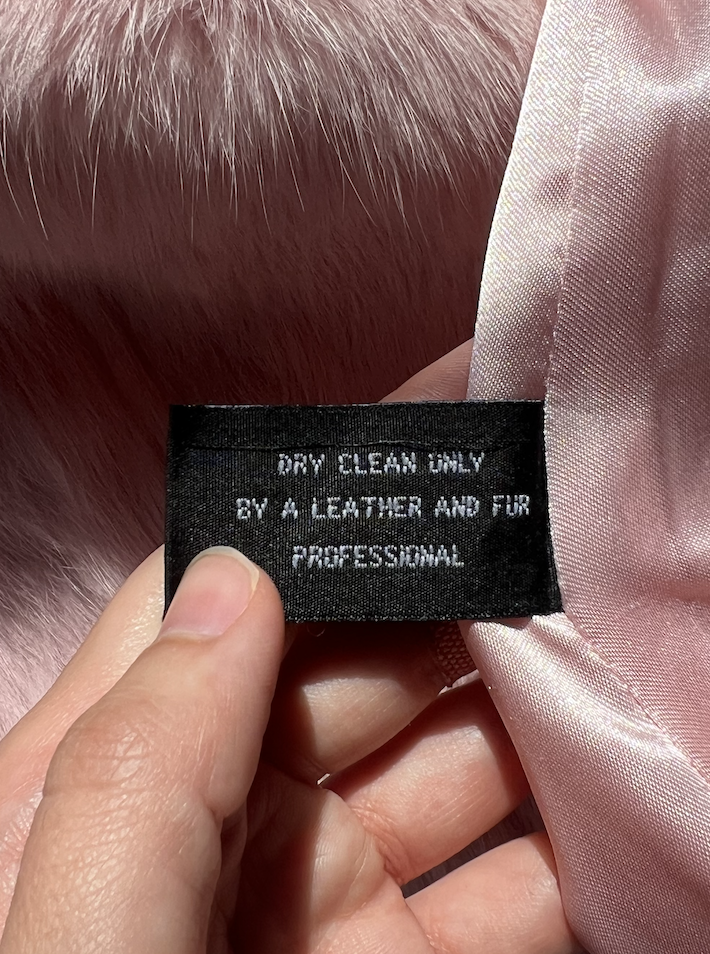 DRY CLEAN ONLY
BY A LEATHER AND FUR
PROFESSIONAL